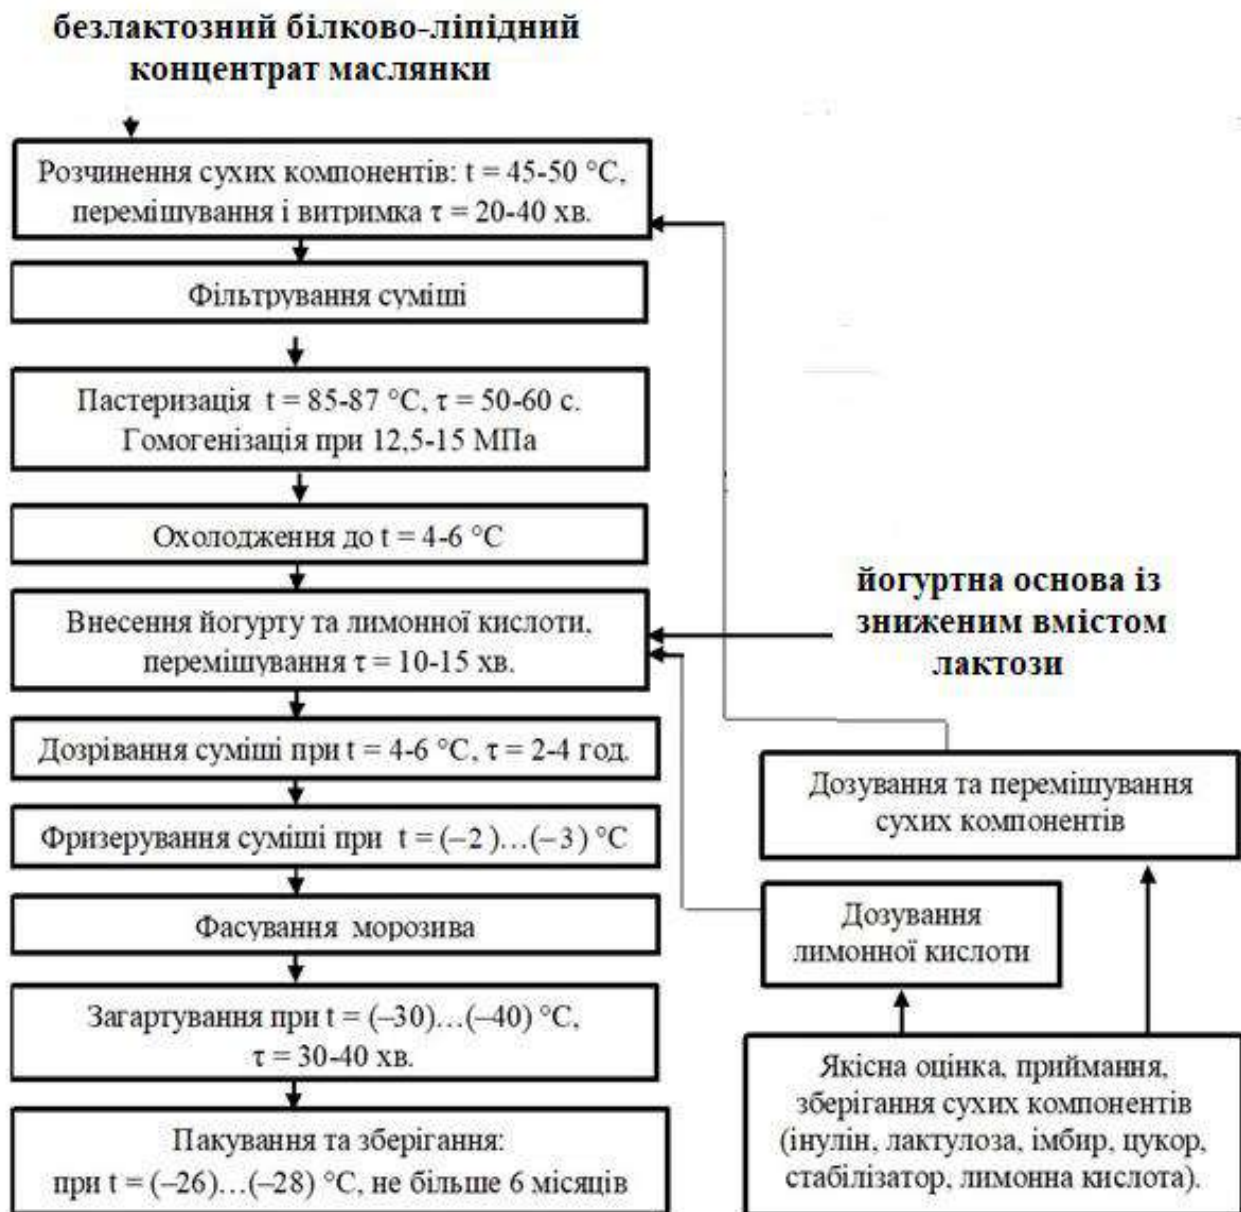 безлактозний білково-ліпідний
концентрат маслянки
Розчинення сухих компонентів: t = 45-50 °C,
перемішування і витримка τ = 20-40 хв.
Фільтрування суміші
Пастеризація t = 85-87 °C, τ = 50-60 с.
Гомогенізація при 12,5-15 МПа
Охолодження до t = 4-6 °C
Внесення йогурту та лимонної кислоти,
перемішування τ = 10-15 хв.
йогуртна основа із
зниженим вмістом
лактози
Дозрівання суміші при t = 4-6 °C, τ = 2-4 год.
Фризерування суміші при t = (–2 )…(–3) °C
Фасування морозива
Загартування при t = (–30)…(–40) °C,
τ = 30-40 хв.
Пакування та зберігання:
при t = (–26)…(–28) °C, не більше 6 місяців
Дозування та перемішування
сухих компонентів
Дозування
лимонної кислоти
Якісна оцінка, приймання,
зберігання сухих компонентів
(інулін, лактулоза, імбир, цукор,
стабілізатор, лимонна кислота).